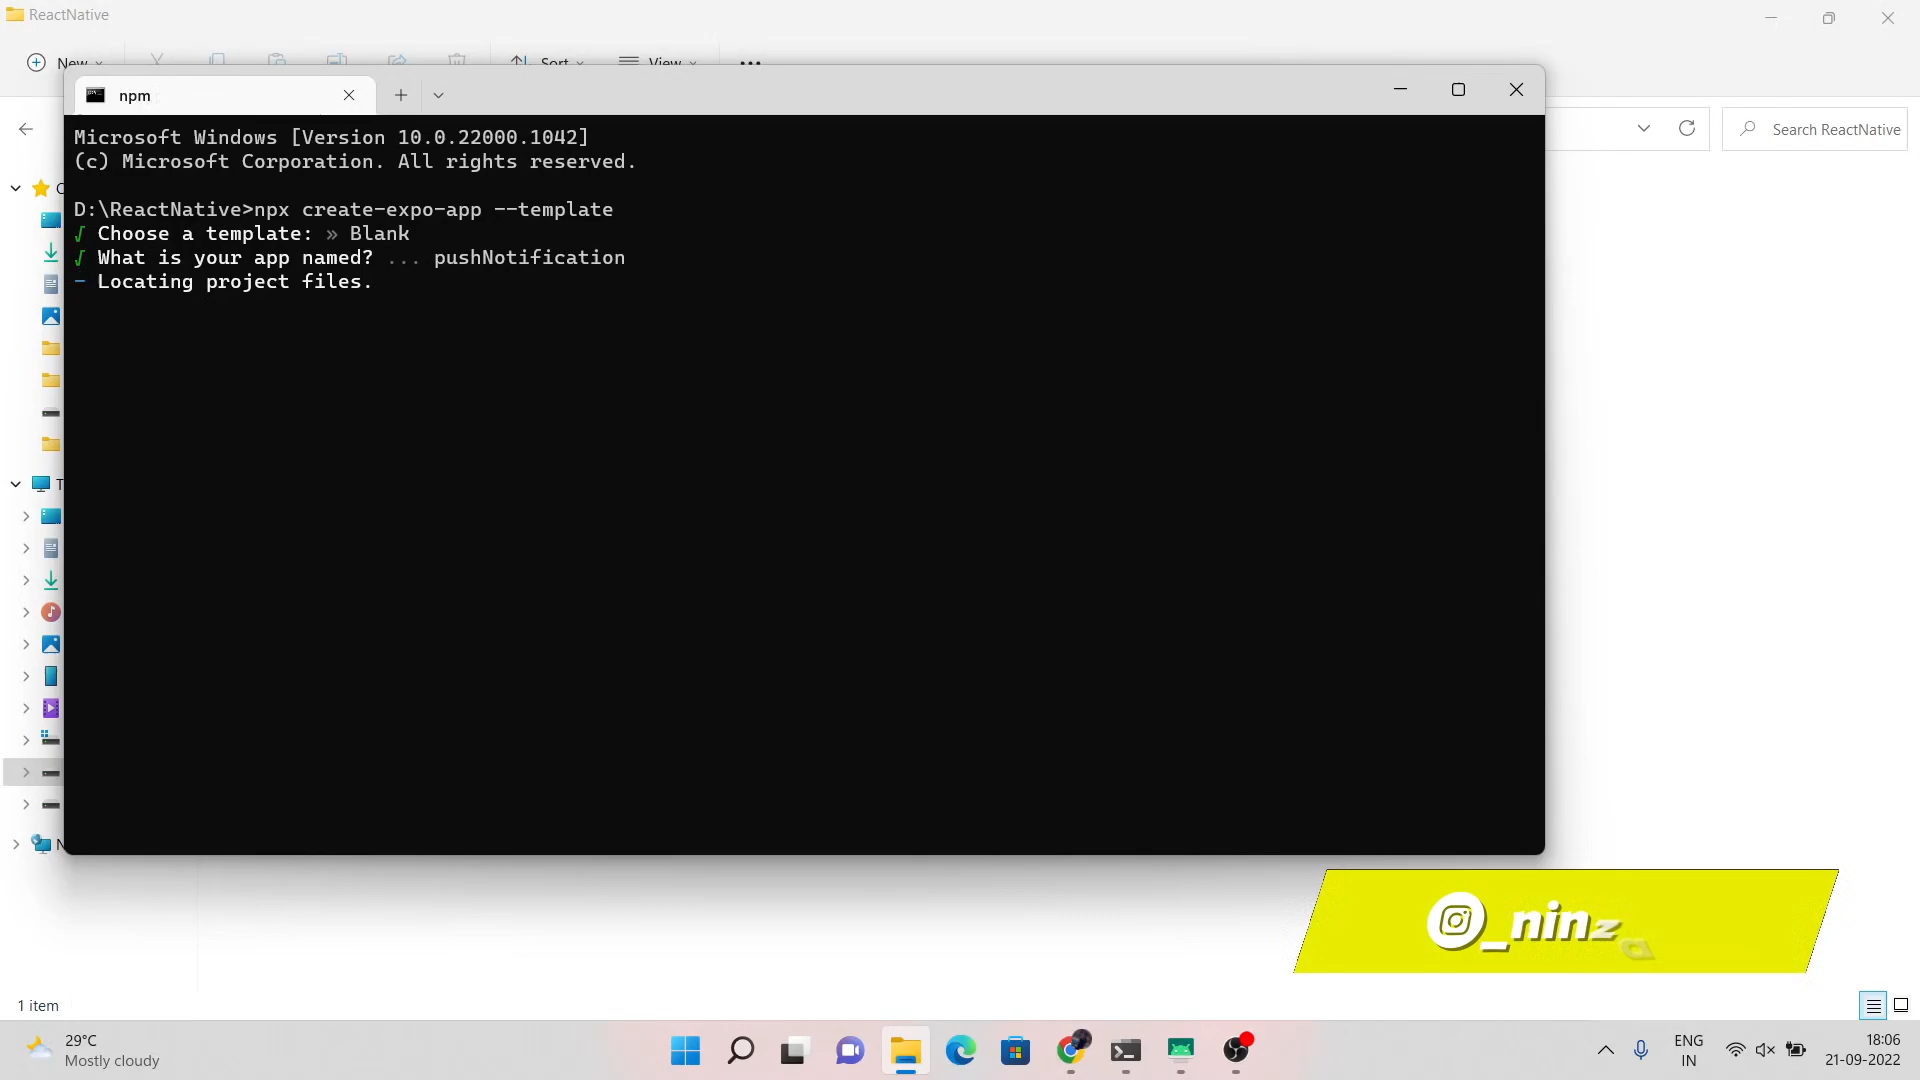 ReactNative
New
Sort
View
npm
Search ReactNative
Microsoft Windows [Version 10.0.22000.1042]
(c) Microsoft Corporation. All rights reserved.
D:\ReactNative>npx create-expo-app --template
√ Choose a template: » Blank
√ What is your app named? ... pushNotification
- Locating project files.
_ninza
1 item
29°C
Mostly cloudy
ENG
IN
18:06
21-09-2022